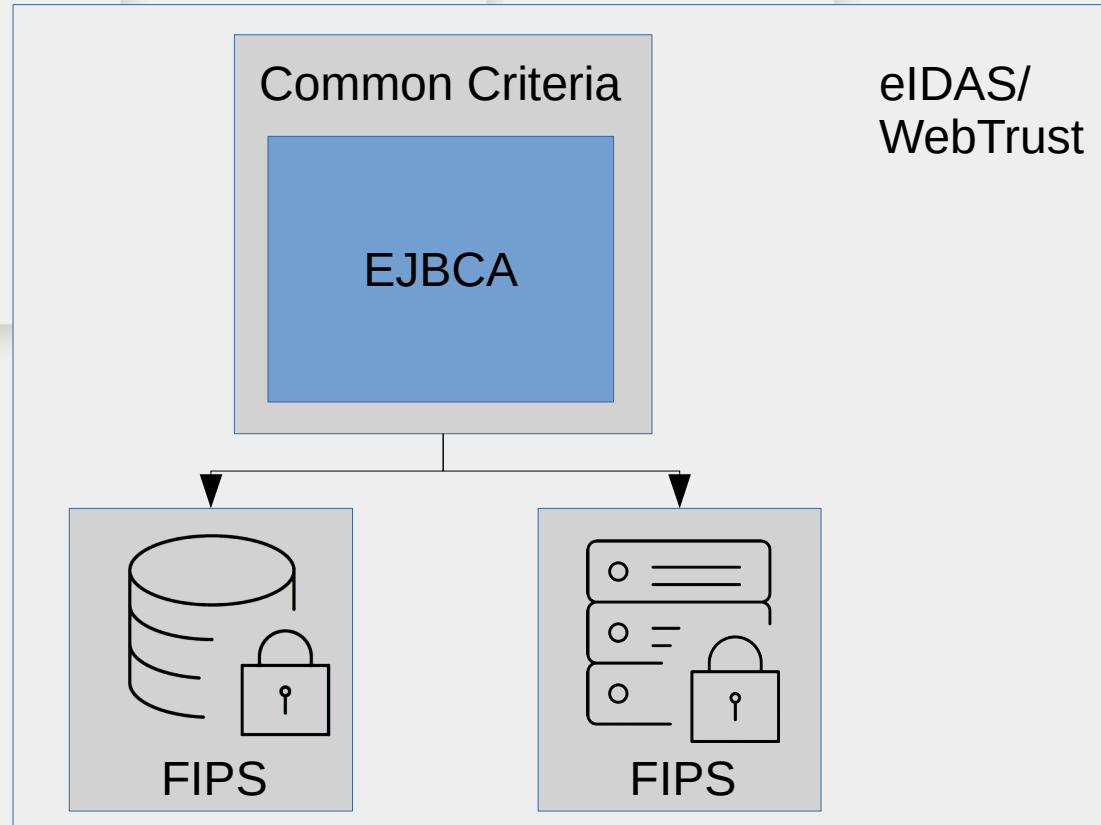 Common Criteria
eIDAS/
WebTrust
EJBCA
FIPS
FIPS